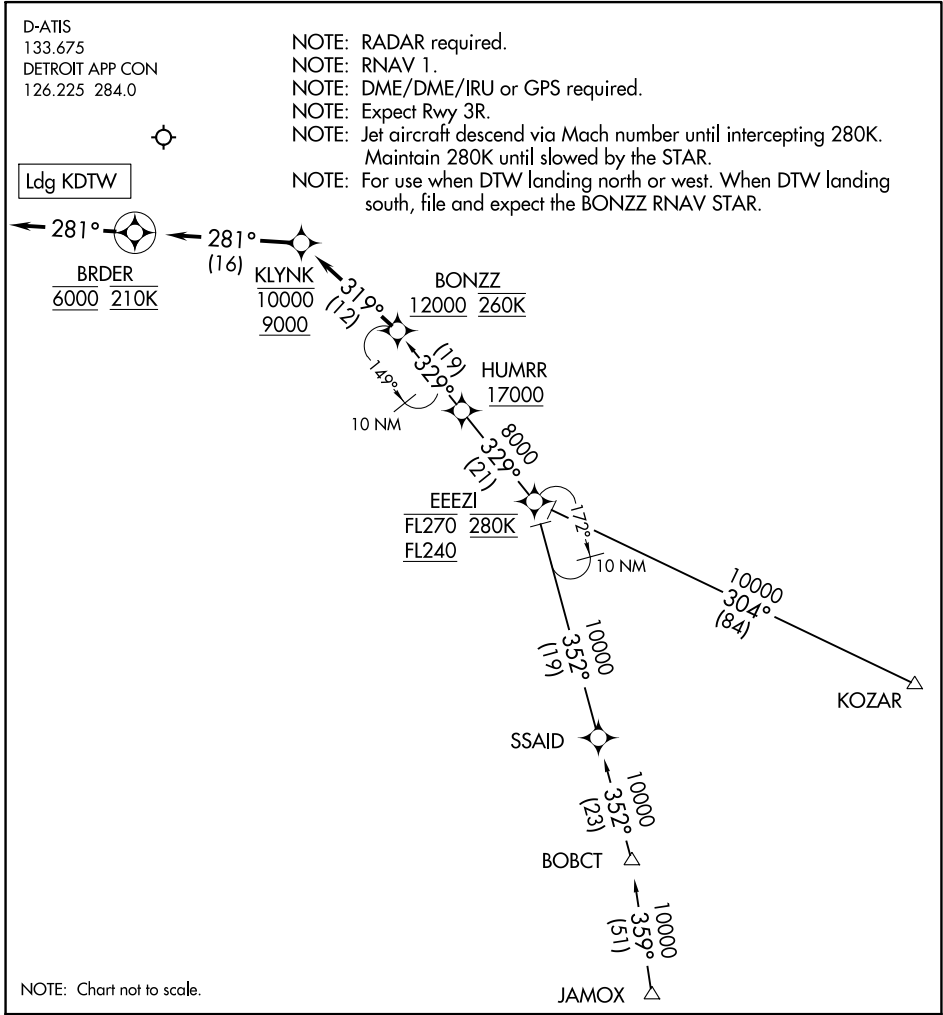 D-ATIS
133.675
DETROIT APP CON
126.225 284.0
NOTE: RADAR required.
NOTE: RNAV 1.
NOTE: DME/DME/IRU or GPS required.
NOTE: Expect Rwy 3R.
NOTE: Jet aircraft descend via Mach number until intercepting 280K.
Maintain 280K until slowed by the STAR.
NOTE: For use when DTW landing north or west. When DTW landing
south, file and expect the BONZZ RNAV STAR.
Ldg KDTW
281°
BRDER
6000 210K
281°
(16)
KLYNK
10000
9000
319°
(12)
BONZZ
12000 260K
149°
10 NM
(19)
329°
HUMRR
17000
8000
329°
(21)
EEEZI
FL270 280K
FL240
172°
10 NM
10000
304°
(84)
KOZAR
10000
352°
(19)
SSAID
10000
352°
(23)
BOBCT
10000
359°
(51)
JAMOX
NOTE: Chart not to scale.